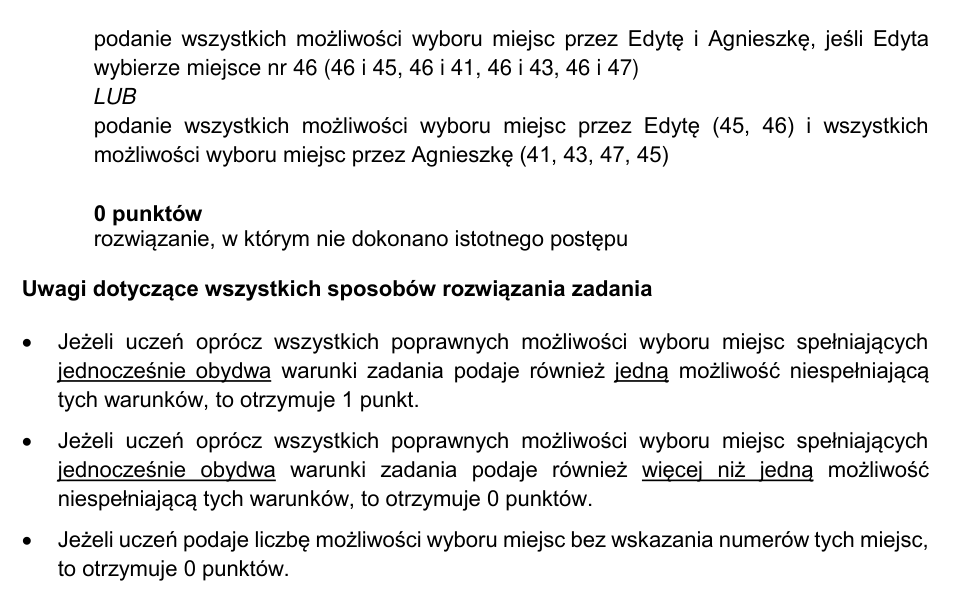 podanie wszystkich możliwości wyboru miejsc przez Edytę i Agnieszkę, jeśli Edyta
wybierze miejsce nr 46 (46 i 45, 46 i 41, 46 i 43, 46 i 47)
LUB
podanie wszystkich możliwości wyboru miejsc przez Edytę (45, 46) i wszystkich
możliwości wyboru miejsc przez Agnieszkę (41, 43, 47, 45)
0 punktów
rozwiązanie, w którym nie dokonano istotnego postępu
Uwagi dotyczące wszystkich sposobów rozwiązania zadania
• Jeżeli uczeń oprócz wszystkich poprawnych możliwości wyboru miejsc spełniających
jednocześnie obydwa warunki zadania podaje również jedną możliwość niespełniającą
tych warunków, to otrzymuje 1 punkt.
• Jeżeli uczeń oprócz wszystkich poprawnych możliwości wyboru miejsc spełniających
jednocześnie obydwa warunki zadania podaje również więcej niż jedną możliwość
niespełniającą tych warunków, to otrzymuje 0 punktów.
• Jeżeli uczeń podaje liczbę możliwości wyboru miejsc bez wskazania numerów tych miejsc,
to otrzymuje 0 punktów.